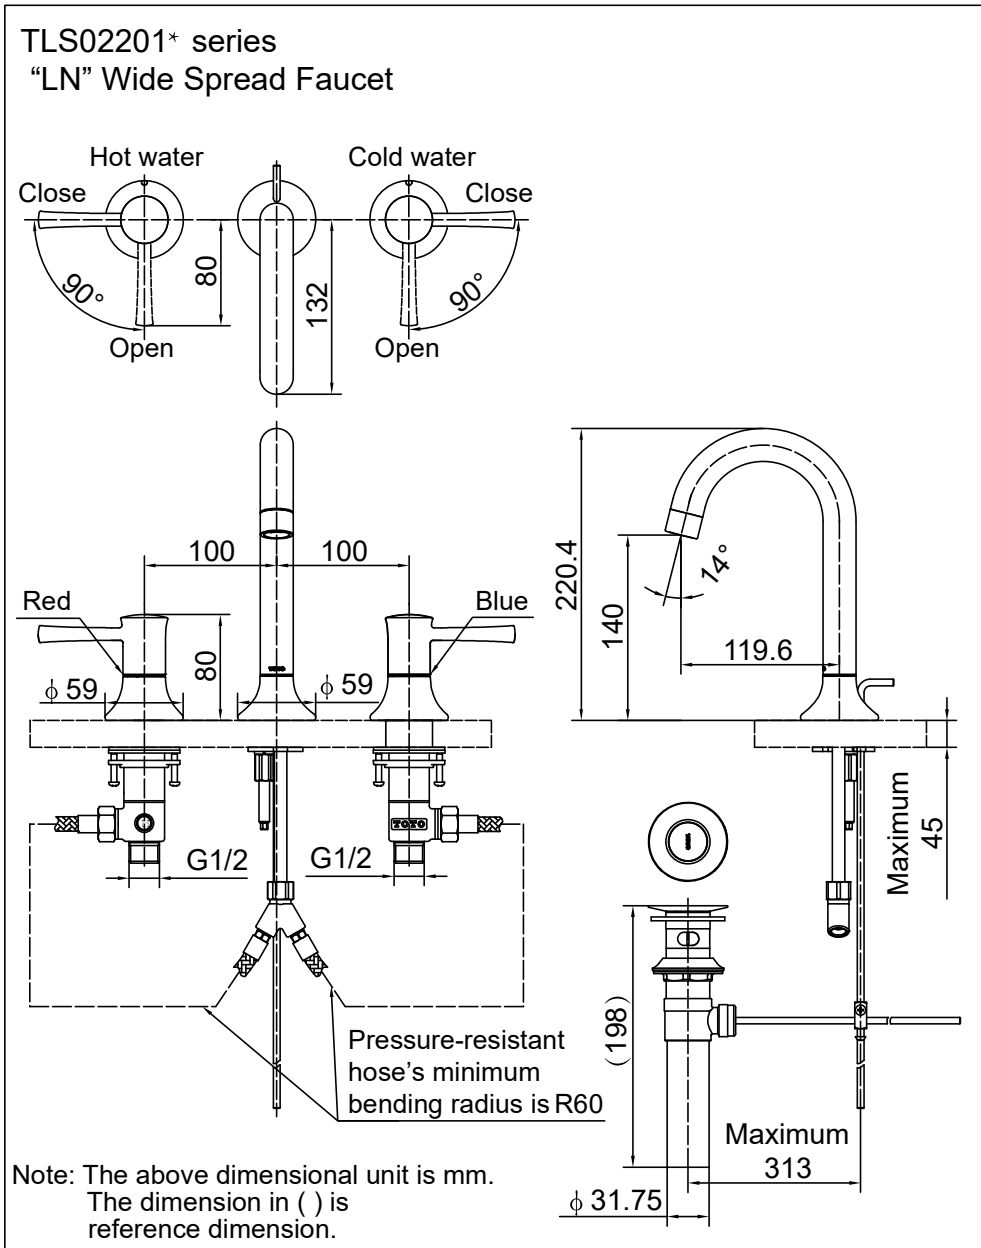 TLS02201* series
“LN” Wide Spread Faucet
Hot water
Cold water
Close
Close
80
132
90°
90°
Open
Open
100
100
220.4
14°
140
Red
Blue
80
119.6
ϕ 59
ϕ 59
Maximum
45
TOTO
G1/2
G1/2
(198)
Pressure-resistant
hose’s minimum
bending radius is R60
Maximum
313
ϕ 31.75
Note: The above dimensional unit is mm.
The dimension in ( ) is
reference dimension.